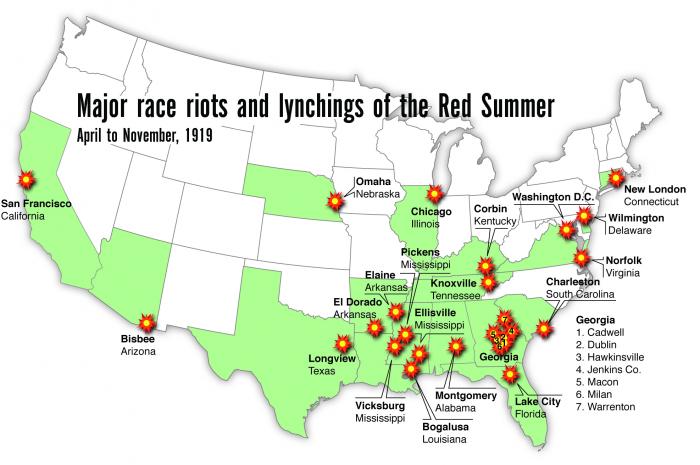 Major race riots and lynchings of the Red Summer
April to November, 1919
San Francisco
California
Omaha
Nebraska
Chicago
Illinois
Corbin
Kentucky
Washington D.C.
New London
Connecticut
Wilmington
Delaware
Norfolk
Virginia
Charleston
South Carolina
Pickens
Mississippi
Elaine
Arkansas
Knoxville
Tennessee
El Dorado
Arkansas
Ellisville
Mississippi
Bisbee
Arizona
Longview
Texas
Vicksburg
Mississippi
Bogalusa
Louisiana
Montgomery
Alabama
Lake City
Florida
Georgia
7
5
2
4
3
1
6
Georgia
1. Cadwell
2. Dublin
3. Hawkinsville
4. Jenkins Co.
5. Macon
6. Milan
7. Warrenton